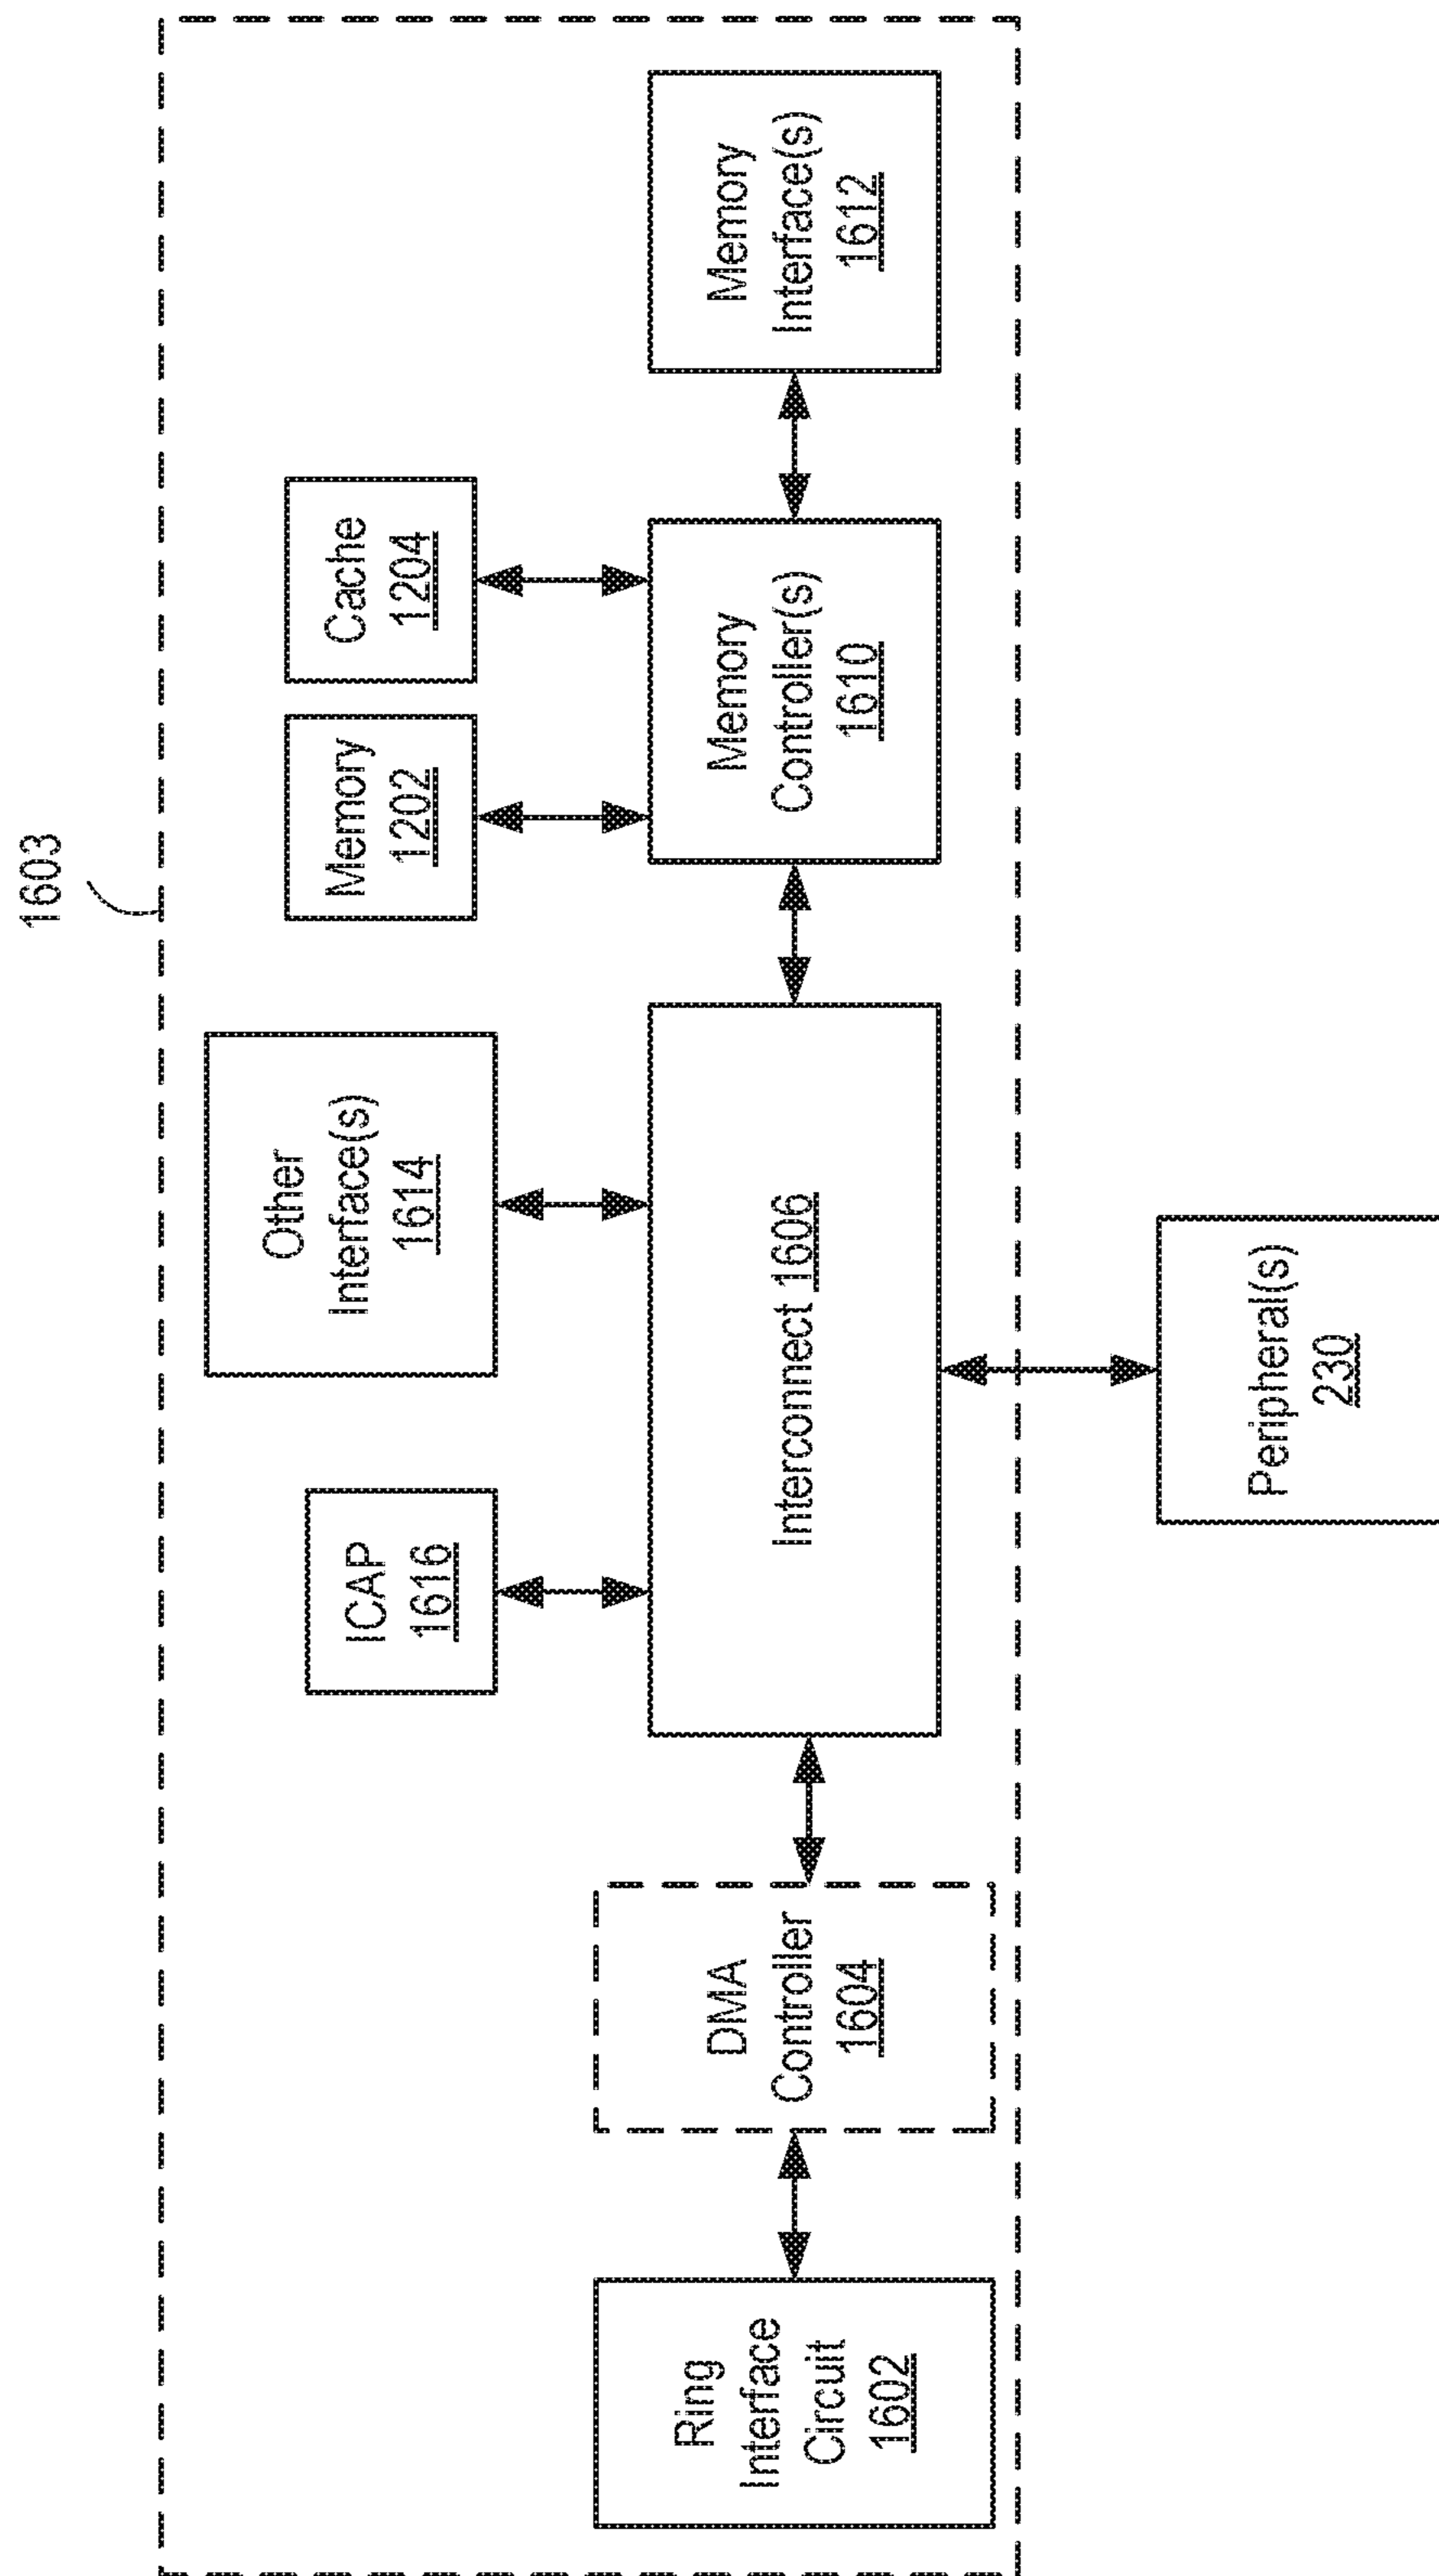 1603
Ring
Interface
Circuit
1602
DMA
Controller
1604
ICAP
1616
Other
Interface(s)
1614
Interconnect 1606
Memory
1202
Cache
1204
Memory
Controller(s)
1610
Memory
Interface(s)
1612
Peripheral(s)
230